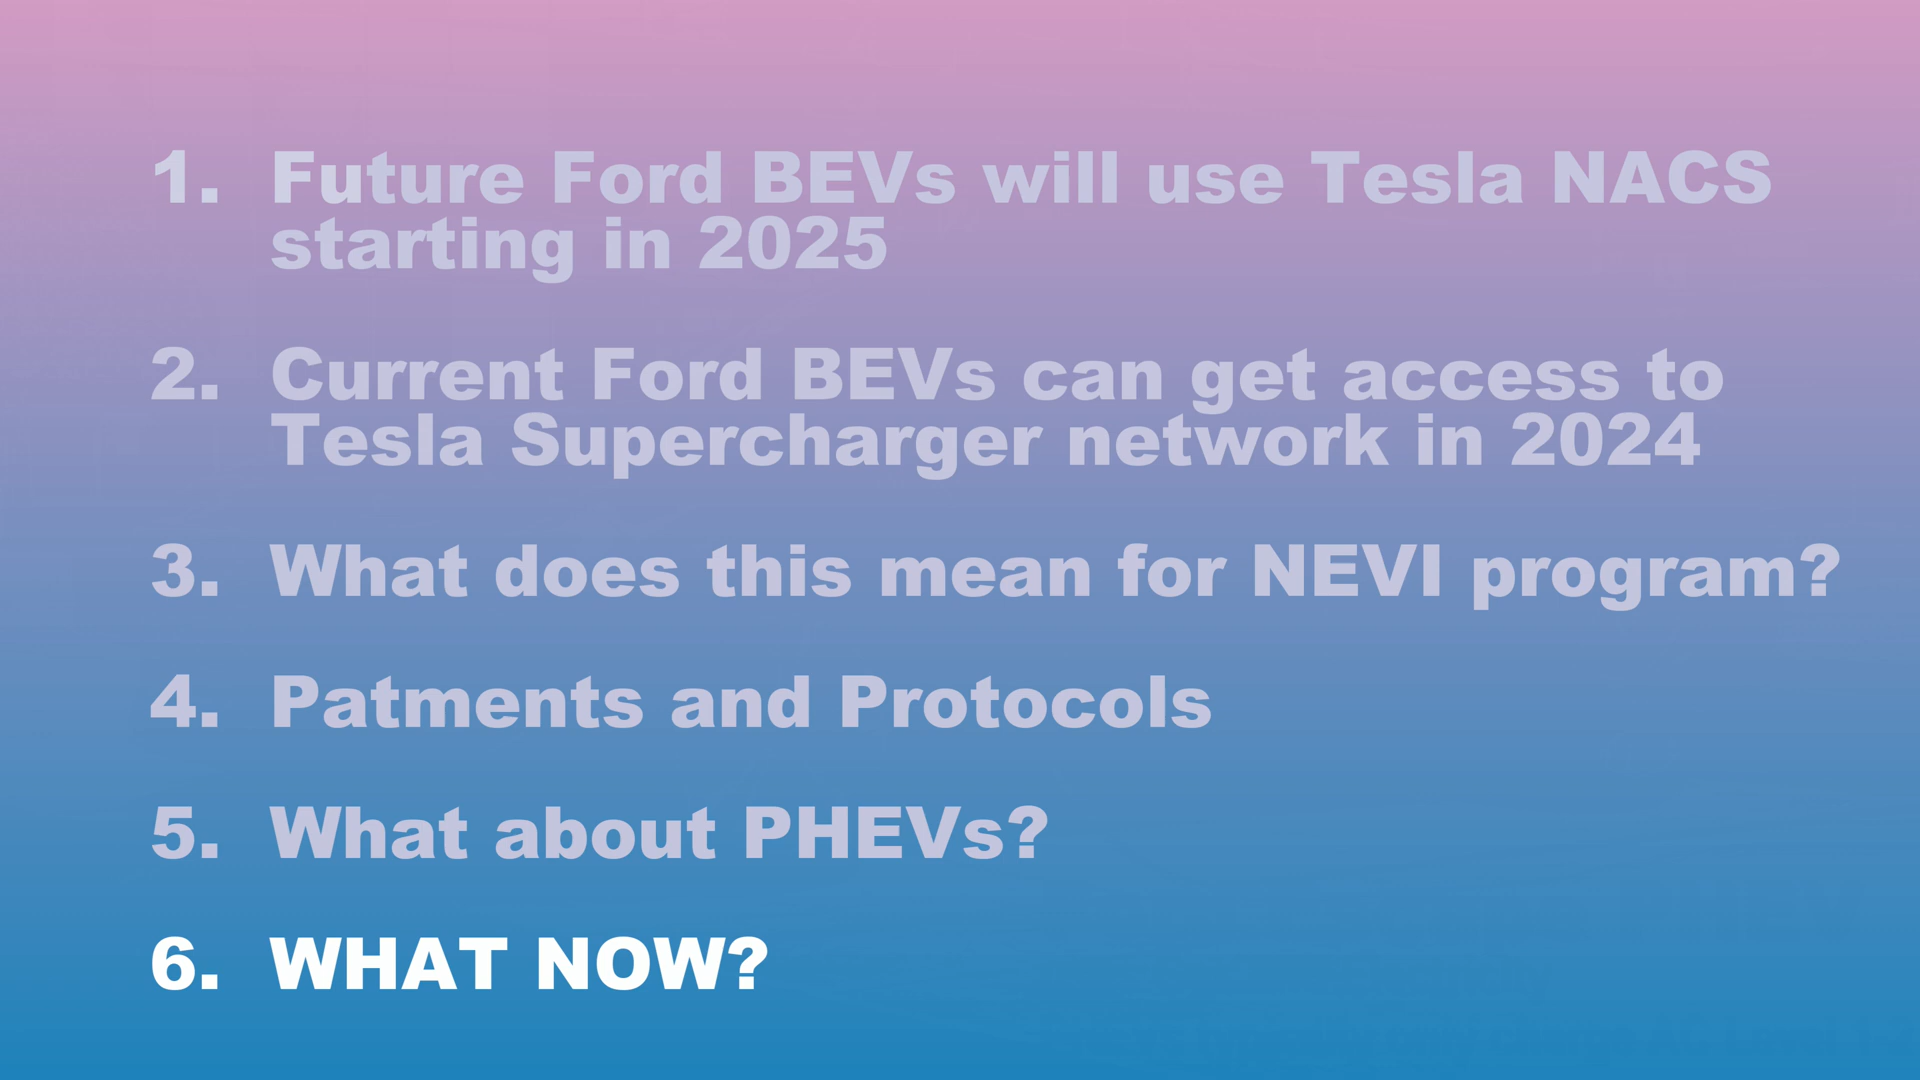 1. Future Ford BEVs will use Tesla NACS
starting in 2025
2. Current Ford BEVs can get access to
Tesla Supercharger network in 2024
3. What does this mean for NEVI program?
4. Patments and Protocols
5. What about PHEVs?
6. WHAT NOW?